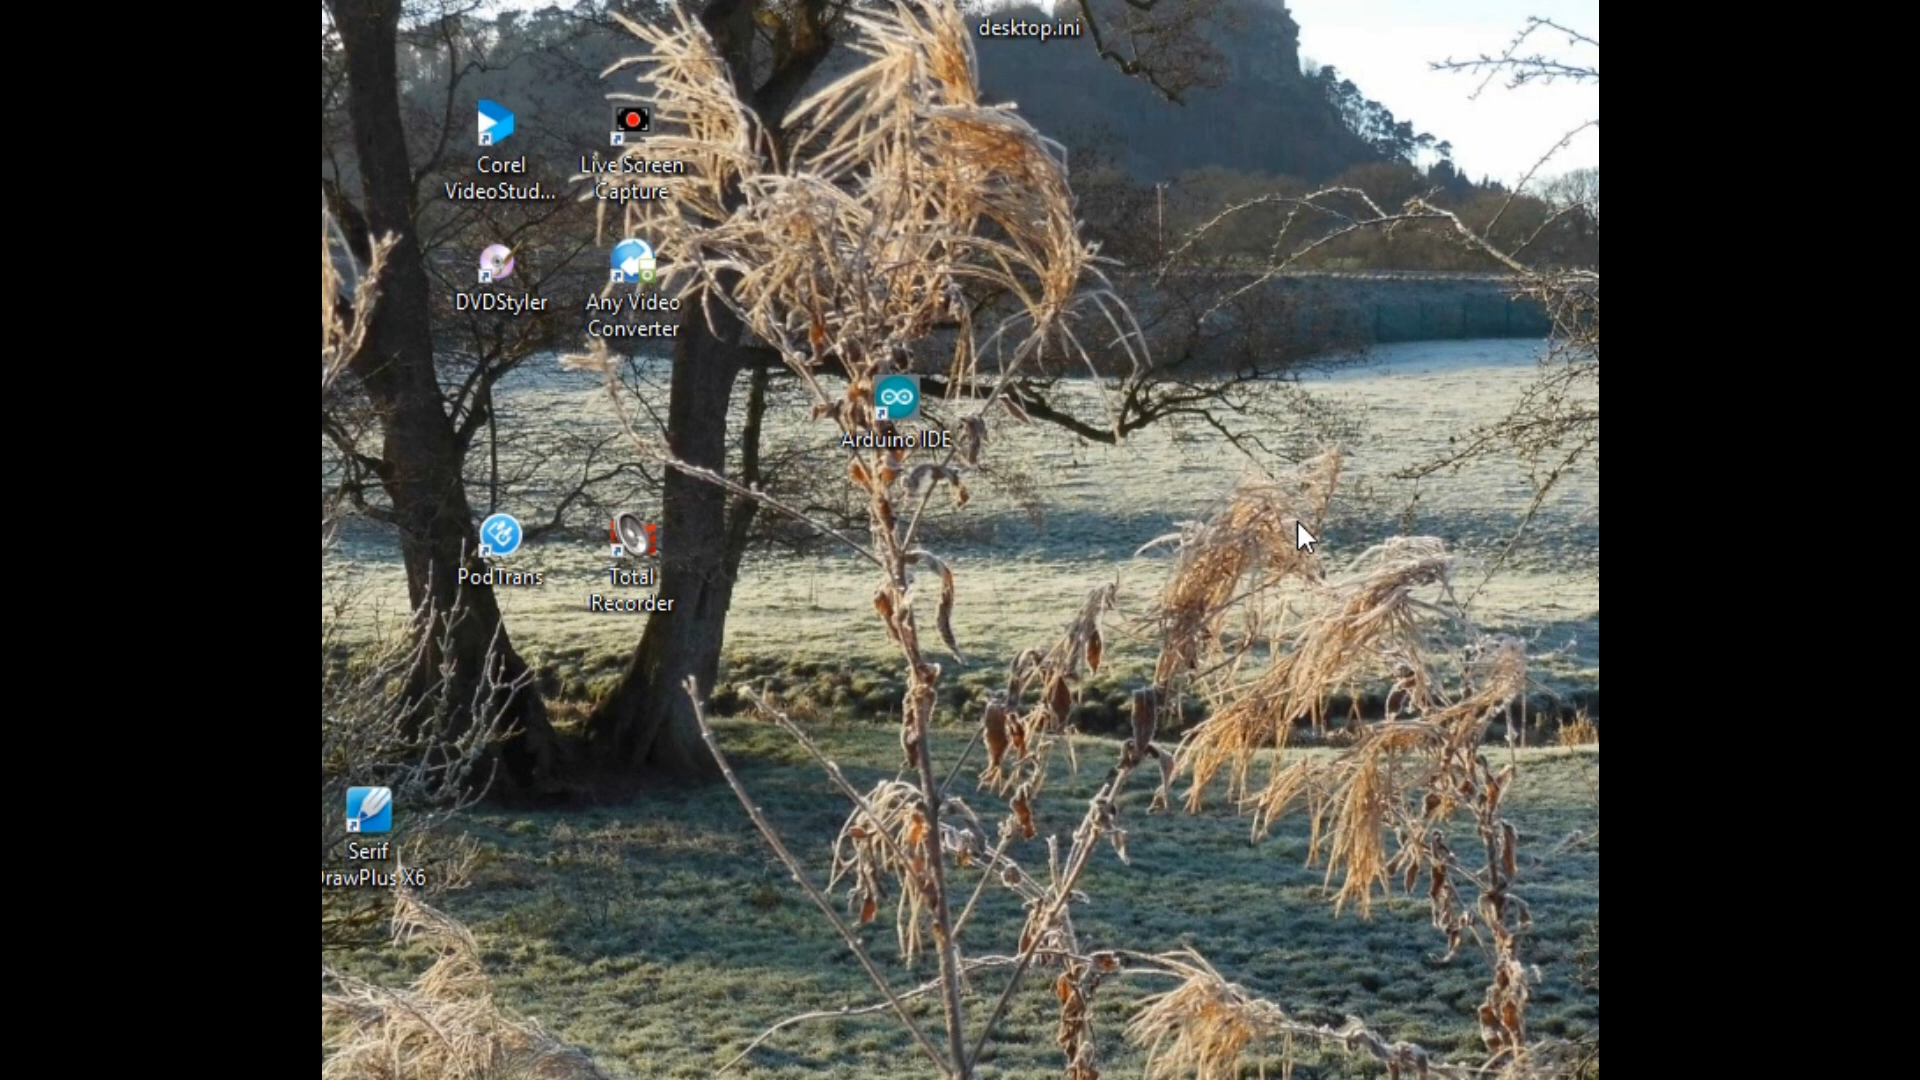 desktop.ini
Corel
VideoStud...
Live Screen
Capture
DVDStyler
Any Video
Converter
Arduino IDE
PodTrans
Total
Recorder
Serif
rawPlus X6